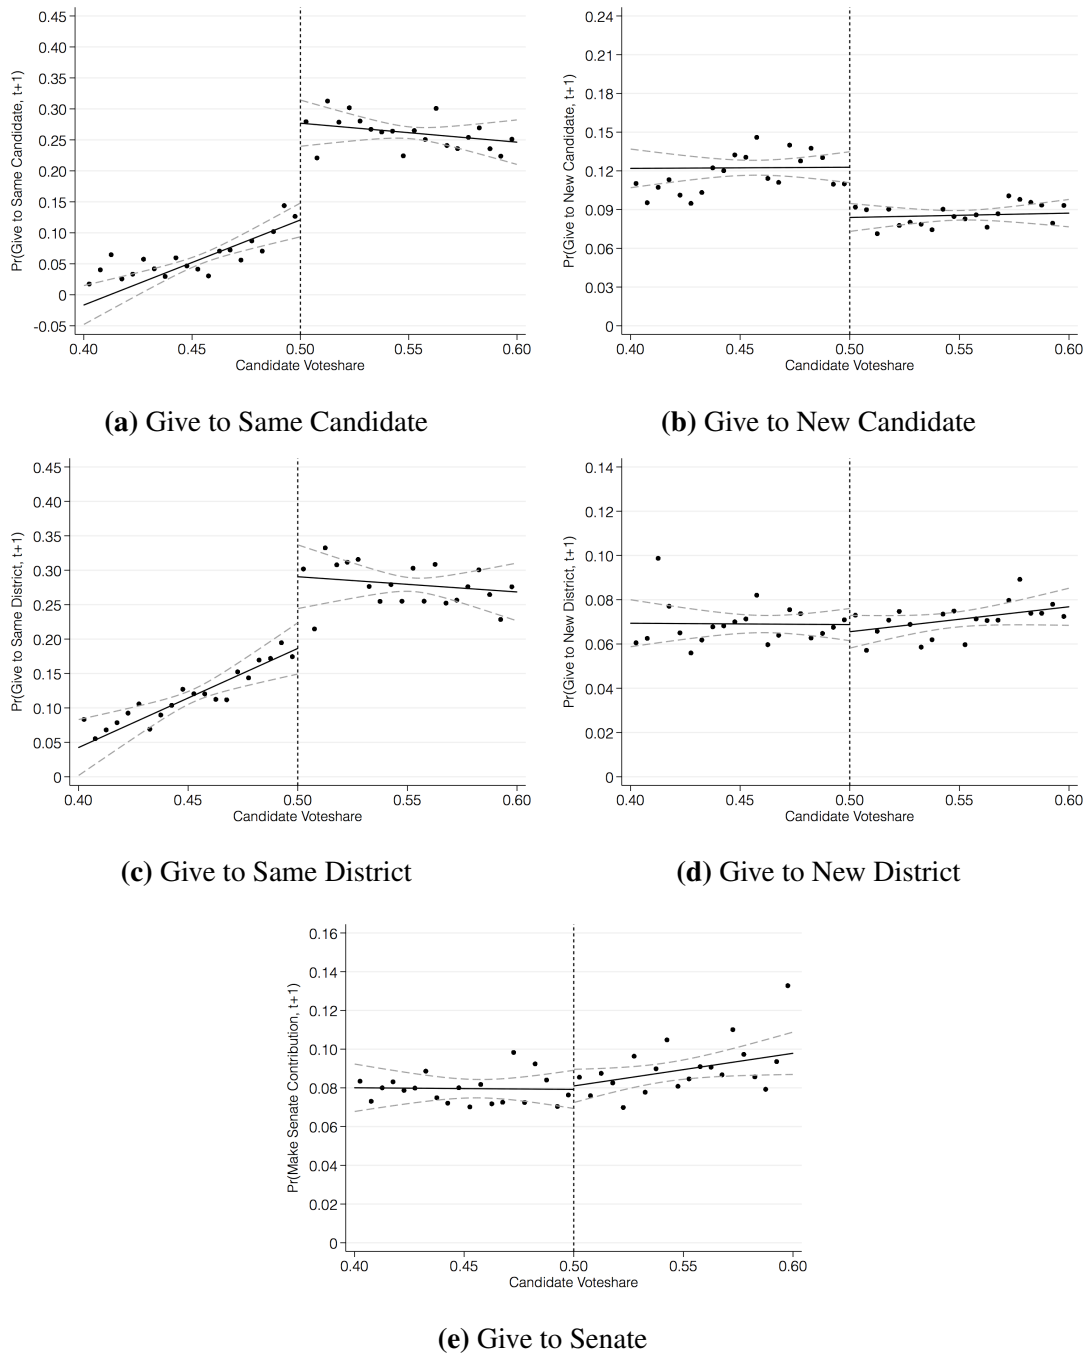 Pr(Give to Same Candidate, t+1)
0.45
0.40
0.35
0.30
0.25
0.20
0.15
0.10
0.05
0
-0.05
0.40 0.45 0.50 0.55 0.60
Candidate Voteshare
(a) Give to Same Candidate
Pr(Give to New Candidate, t+1)
0.24
0.21
0.18
0.15
0.12
0.09
0.06
0.03
0
0.40 0.45 0.50 0.55 0.60
Candidate Voteshare
(b) Give to New Candidate
Pr(Give to Same District, t+1)
0.45
0.40
0.35
0.30
0.25
0.20
0.15
0.10
0.05
0
0.40 0.45 0.50 0.55 0.60
Candidate Voteshare
(c) Give to Same District
Pr(Give to New District, t+1)
0.14
0.12
0.10
0.08
0.06
0.04
0.02
0
0.40 0.45 0.50 0.55 0.60
Candidate Voteshare
(d) Give to New District
Pr(Make Senate Contribution, t+1)
0.16
0.14
0.12
0.10
0.08
0.06
0.04
0.02
0
0.40 0.45 0.50 0.55 0.60
Candidate Voteshare
(e) Give to Senate